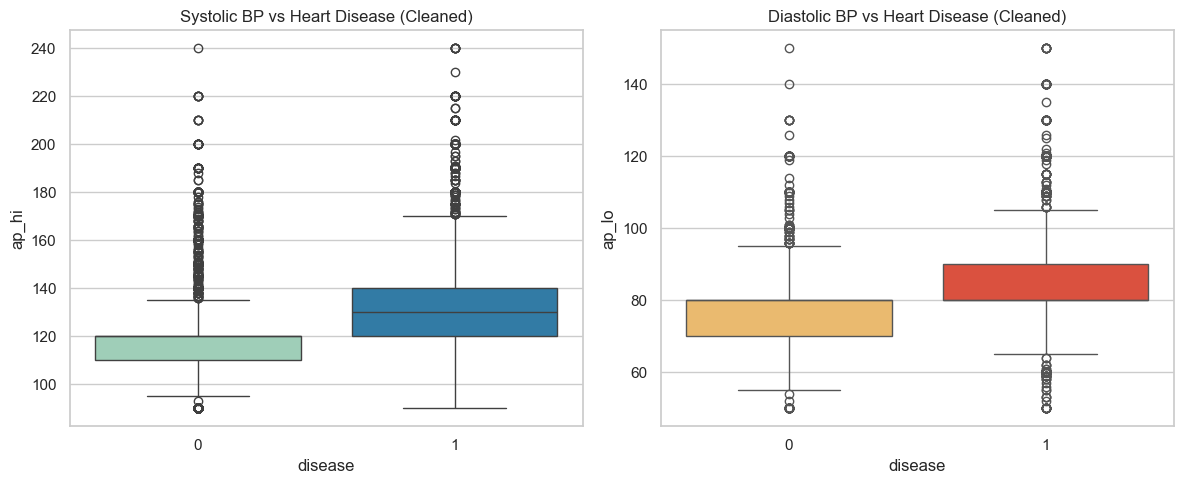 Systolic BP vs Heart Disease (Cleaned)
240
220
200
180
160
140
120
100
ap_hi
0
1
disease
Diastolic BP vs Heart Disease (Cleaned)
140
120
100
80
60
ap_lo
0
1
disease